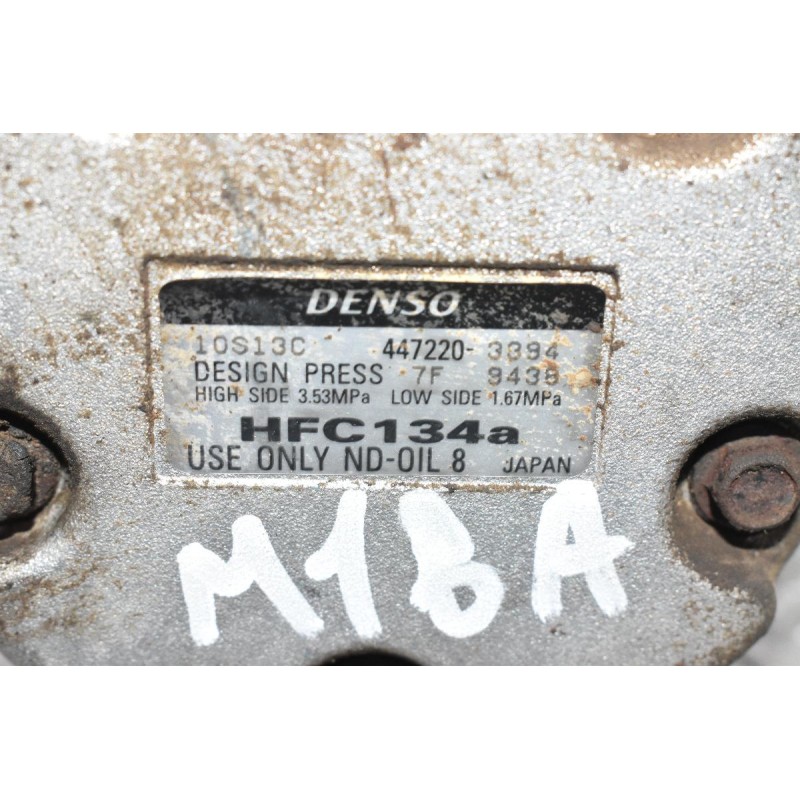 DENSO
10S13C 447220-3394
DESIGN PRESS 7F 9439
HIGH SIDE 3.53MPa LOW SIDE 1.67MPa
HFC134a
USE ONLY ND-OIL 8 JAPAN
M1BA